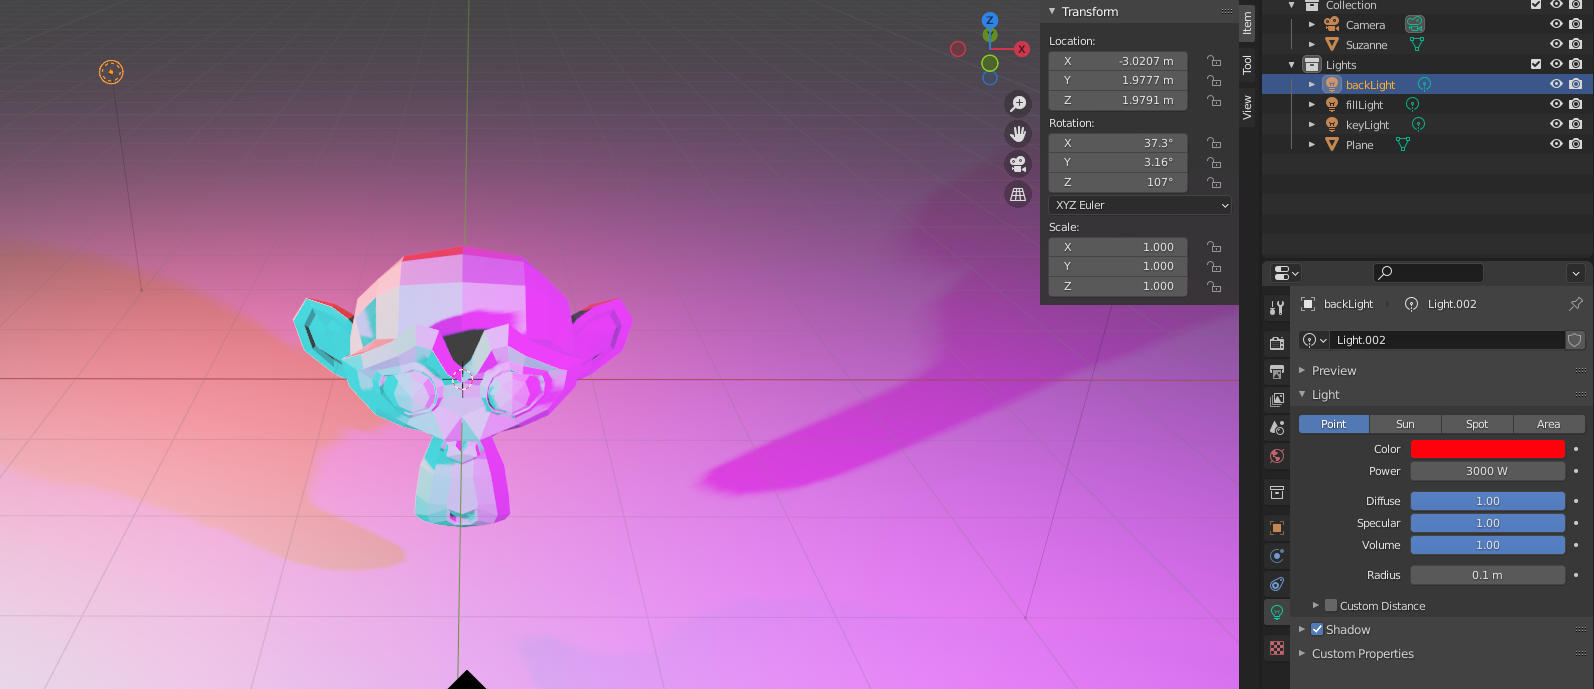 Z
Y
X
Transform
Location:
X -3.0207 m
Y 1.9777 m
Z 1.9791 m
Rotation:
X 37.3°
Y 3.16°
Z 107°
XYZ Euler
Scale:
X 1.000
Y 1.000
Z 1.000
Item
Tool
View
Collection
Camera
Suzanne
Lights
backLight
fillLight
keyLight
Plane
backLight Light.002
Light.002
Preview
Light
Point Sun Spot Area
Color
Power 3000 W
Diffuse 1.00
Specular 1.00
Volume 1.00
Radius 0.1 m
Custom Distance
Shadow
Custom Properties